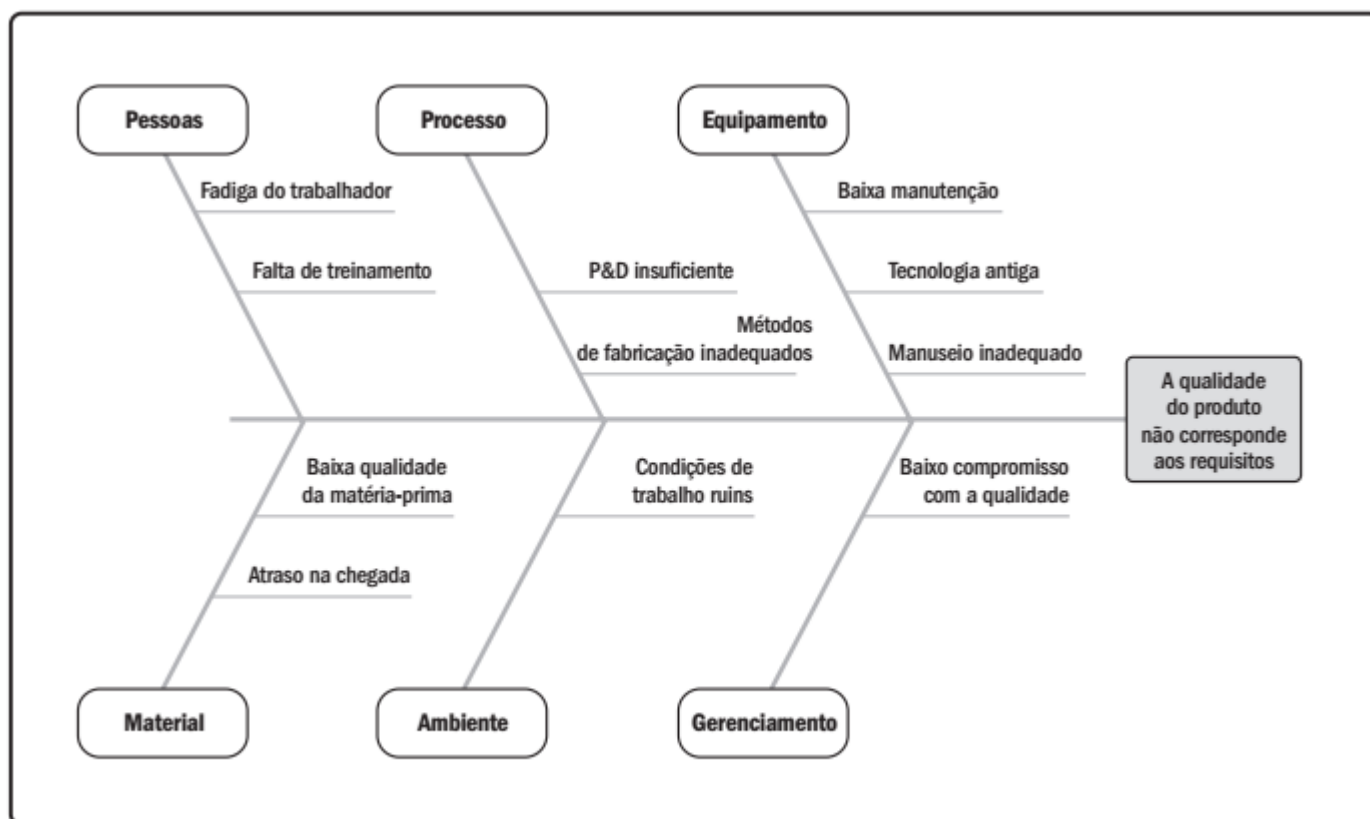 Pessoas
Processo
Equipamento
Fadiga do trabalhador
Baixa manutenção
Falta de treinamento
P&D insuficiente
Tecnologia antiga
Métodos
de fabricação inadequados
Manuseio inadequado
A qualidade
do produto
não corresponde
aos requisitos
Baixa qualidade
da matéria-prima
Condições de
trabalho ruins
Baixo compromisso
com a qualidade
Atraso na chegada
Material
Ambiente
Gerenciamento